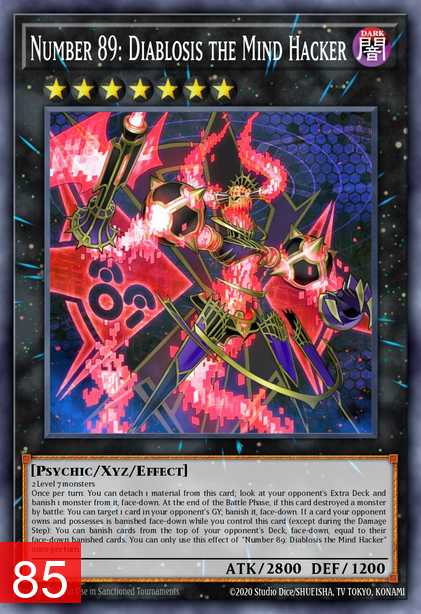 NUMBER 89: DIABLOSIS THE MIND HACKER
DARK
闇
[PSYCHIC/XYZ/EFFECT]
2 Level 7 monsters
Once per turn: You can detach 1 material from this card; look at your opponent's Extra Deck and
banish 1 monster from it, face-down. At the end of the Battle Phase, if this card destroyed a monster
by battle: You can target 1 card in your opponent's GY; banish it, face-down. If a card your opponent
owns and possesses is banished face-down while you control this card (except during the Damage
Step): You can banish cards from the top of your opponent's Deck, face-down, equal to their
face-down banished cards. You can only use this effect of "Number 89: Diablosis the Mind Hacker"
once per turn.
ATK/2800 DEF/1200
85
Use in Sanctioned Tournaments
©2020 Studio Dice/SHUEISHA, TV TOKYO, KONAMI